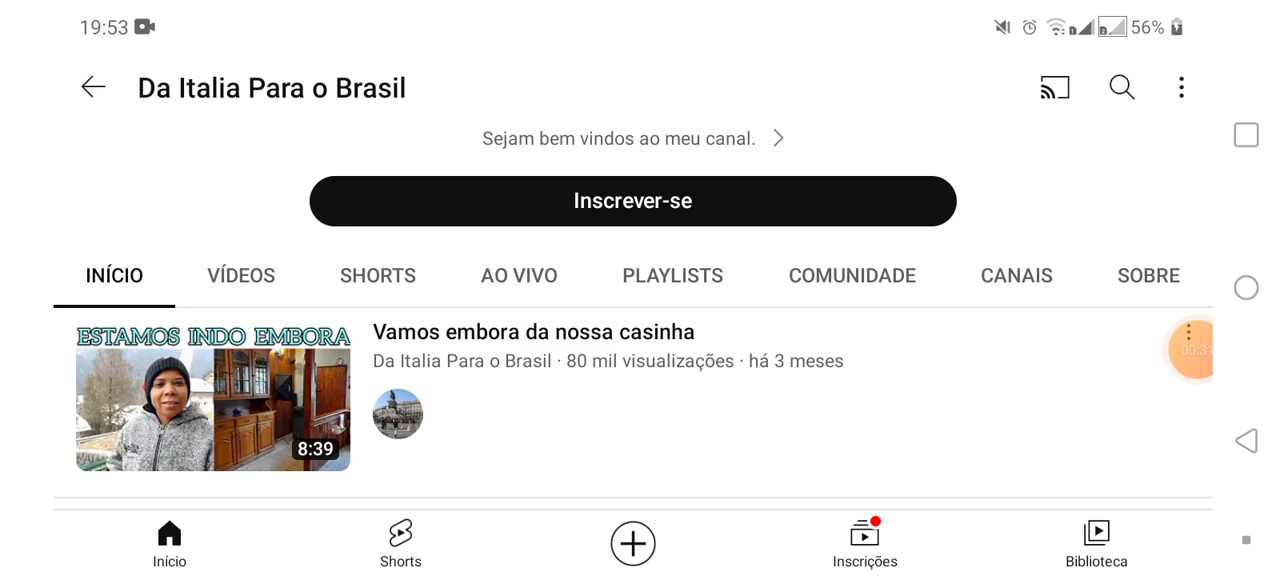 19:53
56%
Da Italia Para o Brasil
Sejam bem vindos ao meu canal.
Inscrever-se
INÍCIO VÍDEOS SHORTS AO VIVO PLAYLISTS COMUNIDADE CANAIS SOBRE
ESTAMOS INDO EMBORA
8:39
Vamos embora da nossa casinha
Da Italia Para o Brasil · 80 mil visualizações · há 3 meses
00:31
Início Shorts Inscrições Biblioteca